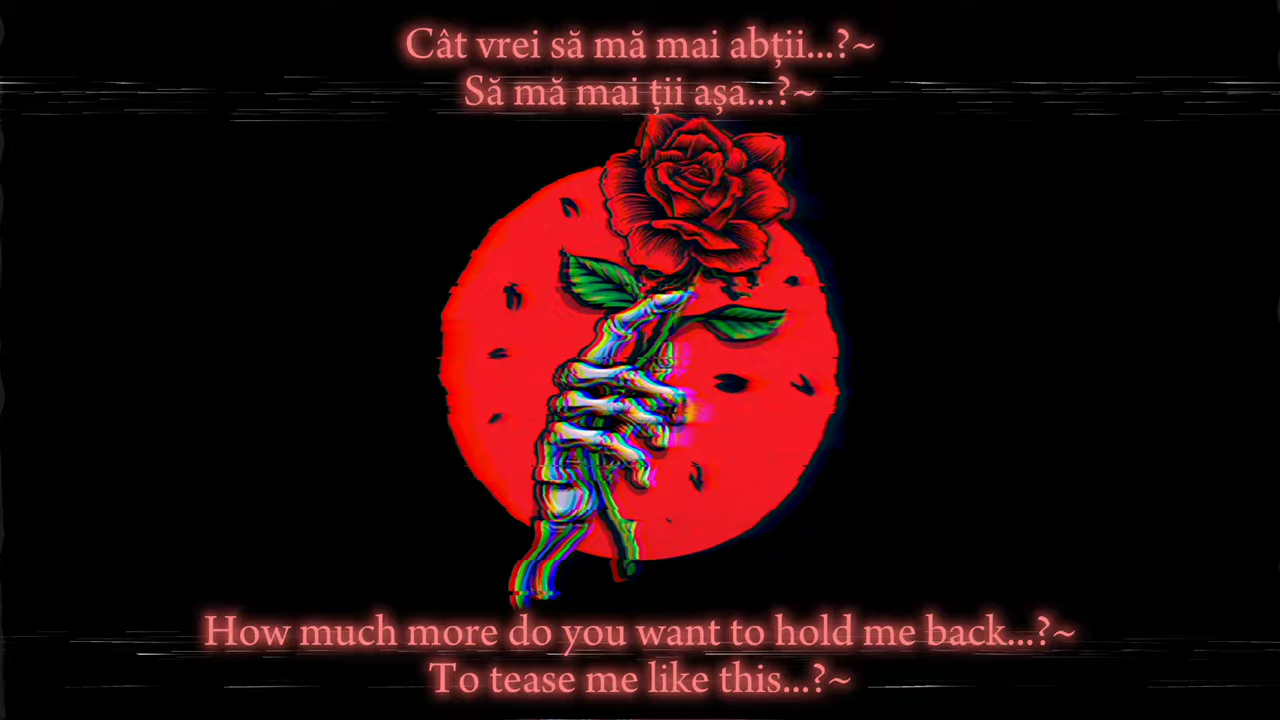 Cât vrei să mă mai abții...?~
Să mă mai ții așa...?~
How much more do you want to hold me back...?~
To tease me like this...?~